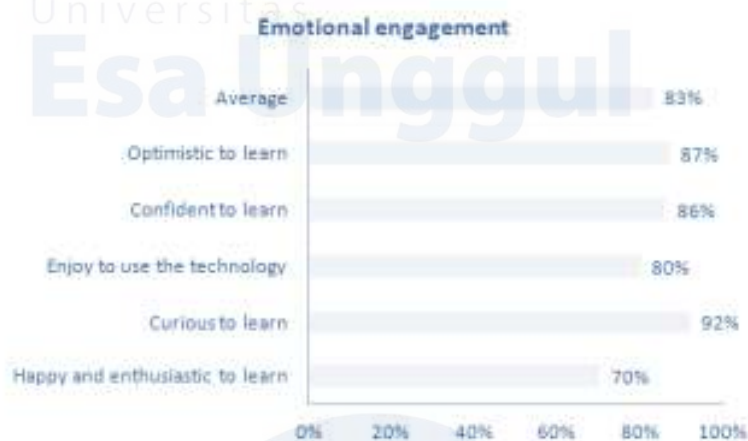 Universitas
Esa Unggul
Emotional engagement
Average 83%
Optimistic to learn 87%
Confident to learn 86%
Enjoy to use the technology 80%
Curious to learn 92%
Happy and enthusiastic to learn 70%
0% 20% 40% 60% 80% 100%